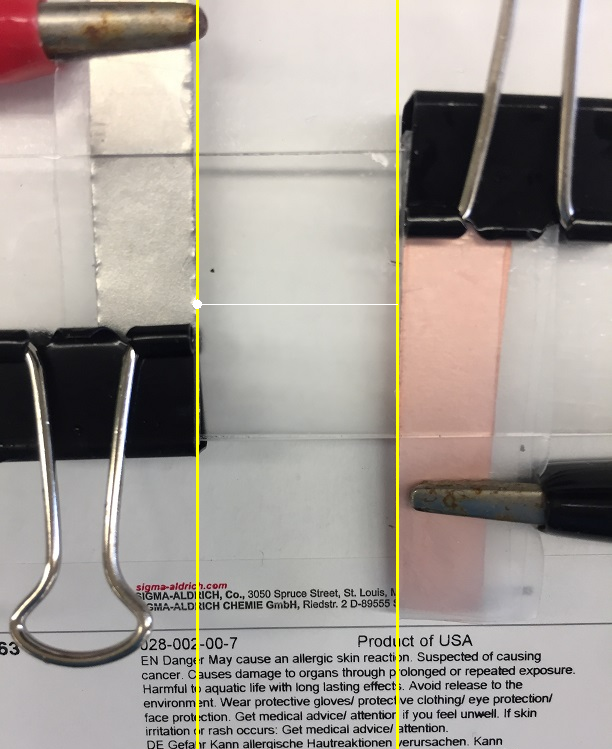 sigma-aldrich.com
SIGMA-ALDRICH, Co., 3050 Spruce Street, St. Louis, M
GMA-ALDRICH CHEMIE GmbH, Riedstr. 2 D-89555 S
63
028-002-00-7 Product of USA
EN Danger May cause an allergic skin reaction. Suspected of causing
cancer. Causes damage to organs through prolonged or repeated exposure.
Harmful to aquatic life with long lasting effects. Avoid release to the
environment. Wear protective gloves/ protective clothing/ eye protection/
face protection. Get medical advice/ attention if you feel unwell. If skin
irritation or rash occurs: Get medical advice/ attention.
DE Gefahr Kann allergische Hautreaktionen verursachen. Kann